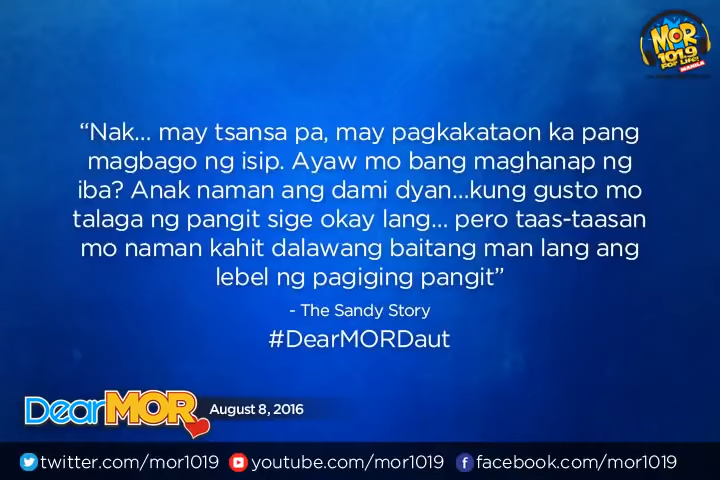 MOR
101.9
FOR LIFE!
MANILA
“Nak... may tsansa pa, may pagkakataon ka pang
magbago ng isip. Ayaw mo bang maghanap ng
iba? Anak naman ang dami dyan...kung gusto mo
talaga ng pangit sige okay lang... pero taas-taasan
mo naman kahit dalawang baitang man lang ang
lebel ng pagiging pangit”
- The Sandy Story
#DearMORDaut
Dear MOR August 8, 2016
twitter.com/mor1019 youtube.com/mor1019 facebook.com/mor1019